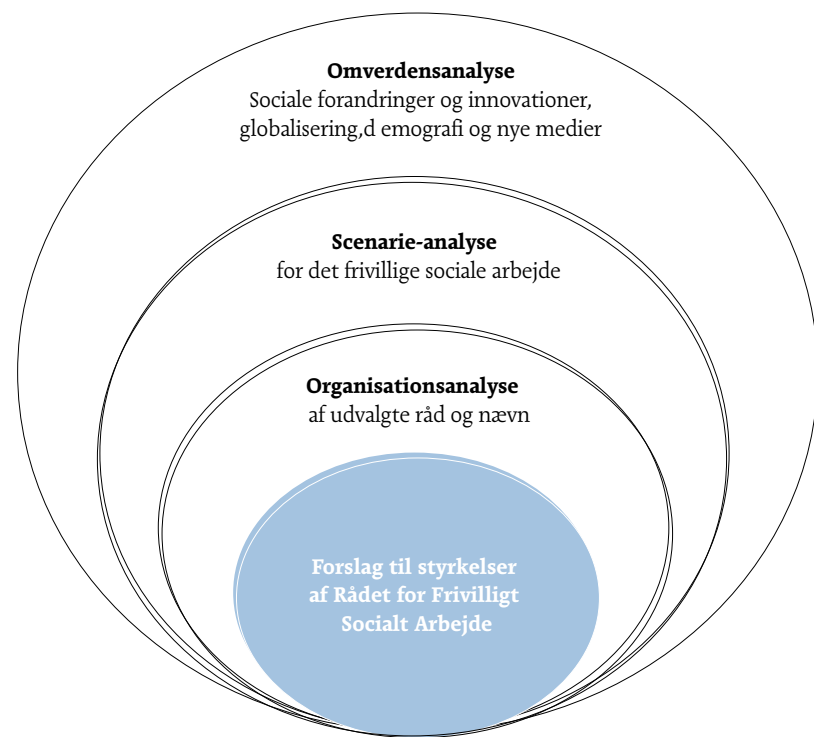 Omverdensanalyse
Sociale forandringer og innovationer,
globalisering,d emografi og nye medier
Scenarie-analyse
for det frivillige sociale arbejde
Organisationsanalyse
af udvalgte råd og nævn
Forslag til styrkelser
af Rådet for Frivilligt
Socialt Arbejde